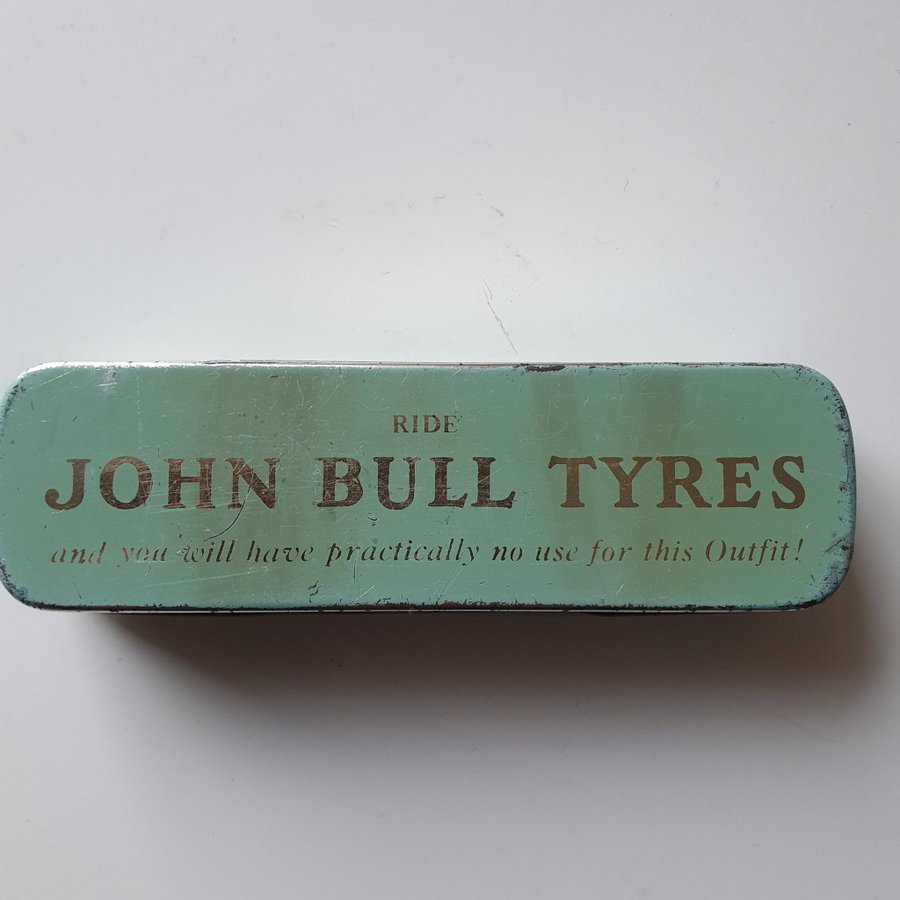 RIDE
JOHN BULL TYRES
and you will have practically no use for this Outfit!